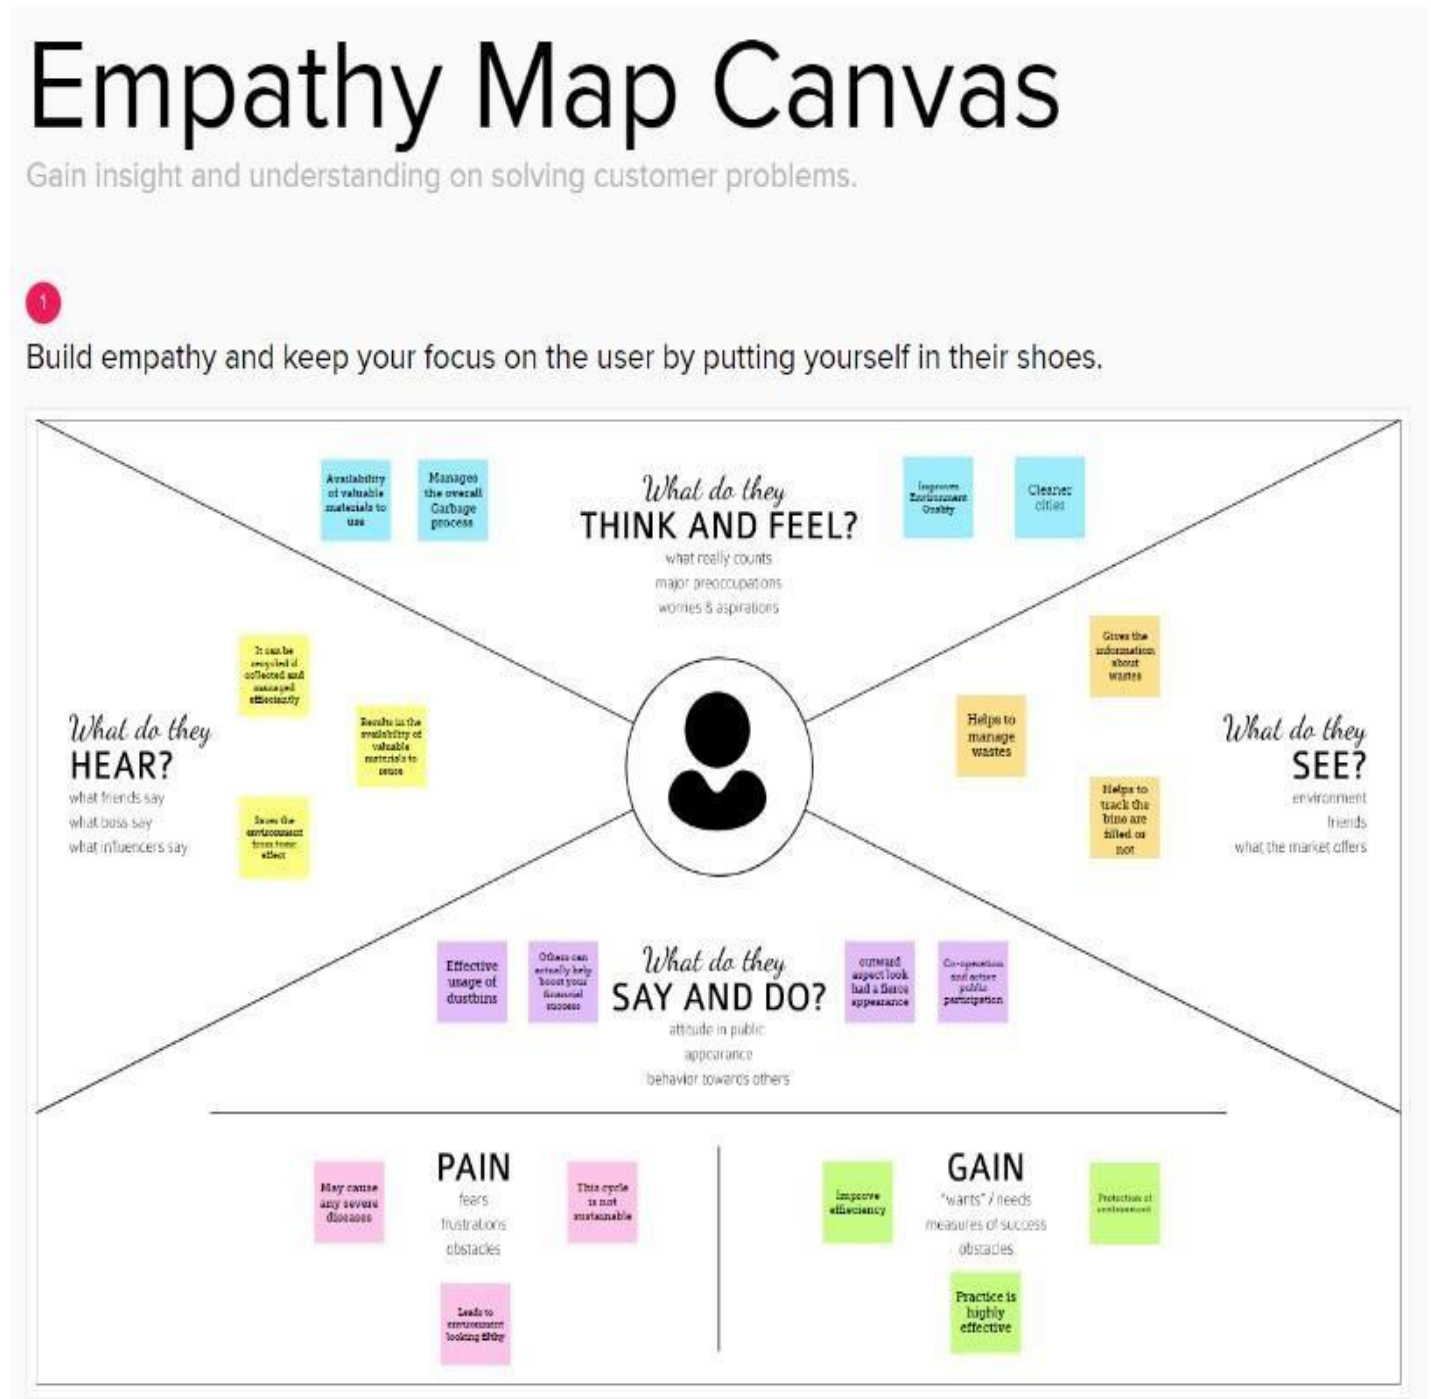 Empathy Map Canvas
Gain insight and understanding on solving customer problems.
1
Build empathy and keep your focus on the user by putting yourself in their shoes.
Availability
of valuable
materials to
use
Manages
the overall
Garbage
process
What do they
THINK AND FEEL?
what really counts
major preoccupations
worries & aspirations
Improves
Environment
Quality
Cleaner
cities
What do they
HEAR?
what friends say
what boss say
what influencers say
It can be
recycled if
collected and
managed
Results in the
availability of
valuable
materials to
reuse
Saves the
environment
from toxic
effect
Gives the
information
about
wastes
Helps to
manage
wastes
Helps to
track the
bins are
filled or
not
What do they
SEE?
environment
friends
what the market offers
Effective
usage of
dustbins
Others can
actually help
boost your
financial
success
What do they
SAY AND DO?
attitude in public
appearance
behavior towards others
outward
aspect look
had a fierce
appearance
Co-operation
and active
public
participation
PAIN
fears
frustrations
obstacles
May cause
any severe
diseases
This cycle
is not
sustainable
Leads to
environment
looking filthy
GAIN
"wants" / needs
measures of success
obstacles
Improve
Protection of
Practice is
highly
effective